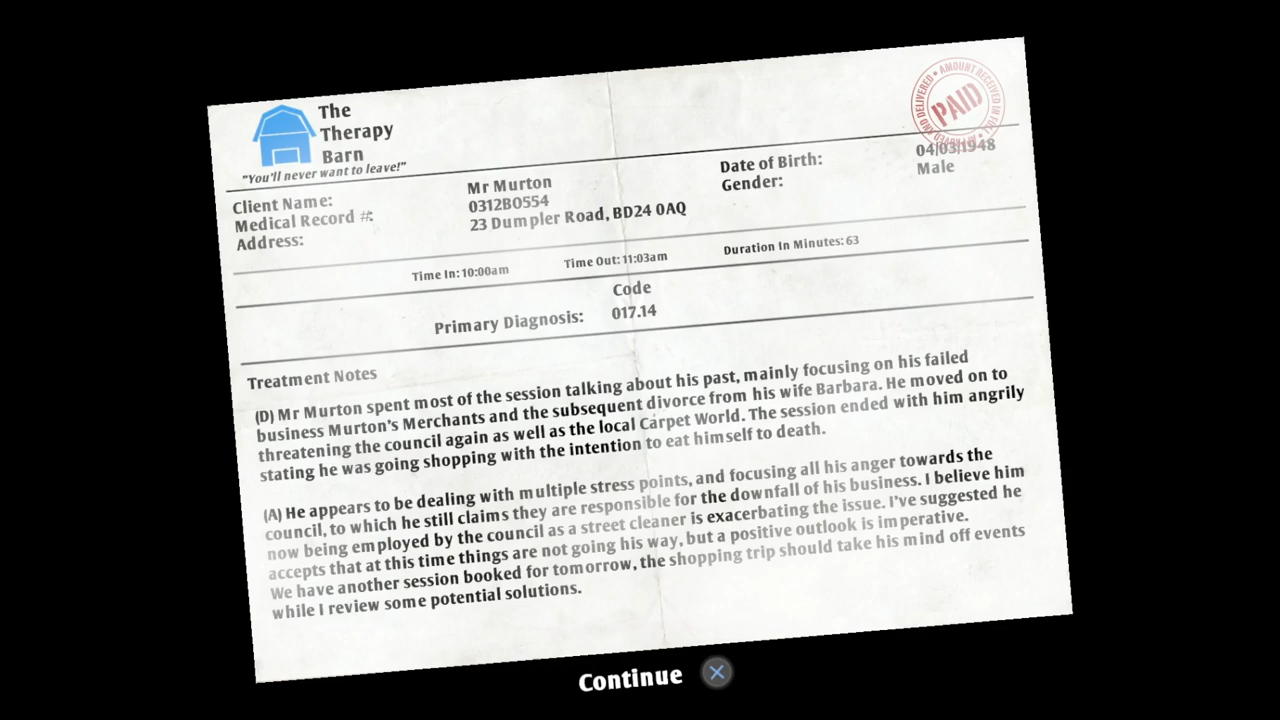 The
Therapy
Barn
"You'll never want to leave!"
AMOUNT RECEIVED IN FULL • APPROVED AND DELIVERED •
PAID
Client Name: Mr Murton Date of Birth: 04/03/1948
Medical Record #: 0312B0554 Gender: Male
Address: 23 Dumpler Road, BD24 0AQ
Time In: 10:00am Time Out: 11:03am Duration In Minutes: 63
Code
Primary Diagnosis: 017.14
Treatment Notes
(D) Mr Murton spent most of the session talking about his past, mainly focusing on his failed
business Murton's Merchants and the subsequent divorce from his wife Barbara. He moved on to
threatening the council again as well as the local Carpet World. The session ended with him angrily
stating he was going shopping with the intention to eat himself to death.
(A) He appears to be dealing with multiple stress points, and focusing all his anger towards the
council, to which he still claims they are responsible for the downfall of his business. I believe him
now being employed by the council as a street cleaner is exacerbating the issue. I've suggested he
accepts that at this time things are not going his way, but a positive outlook is imperative.
We have another session booked for tomorrow, the shopping trip should take his mind off events
while I review some potential solutions.
Continue